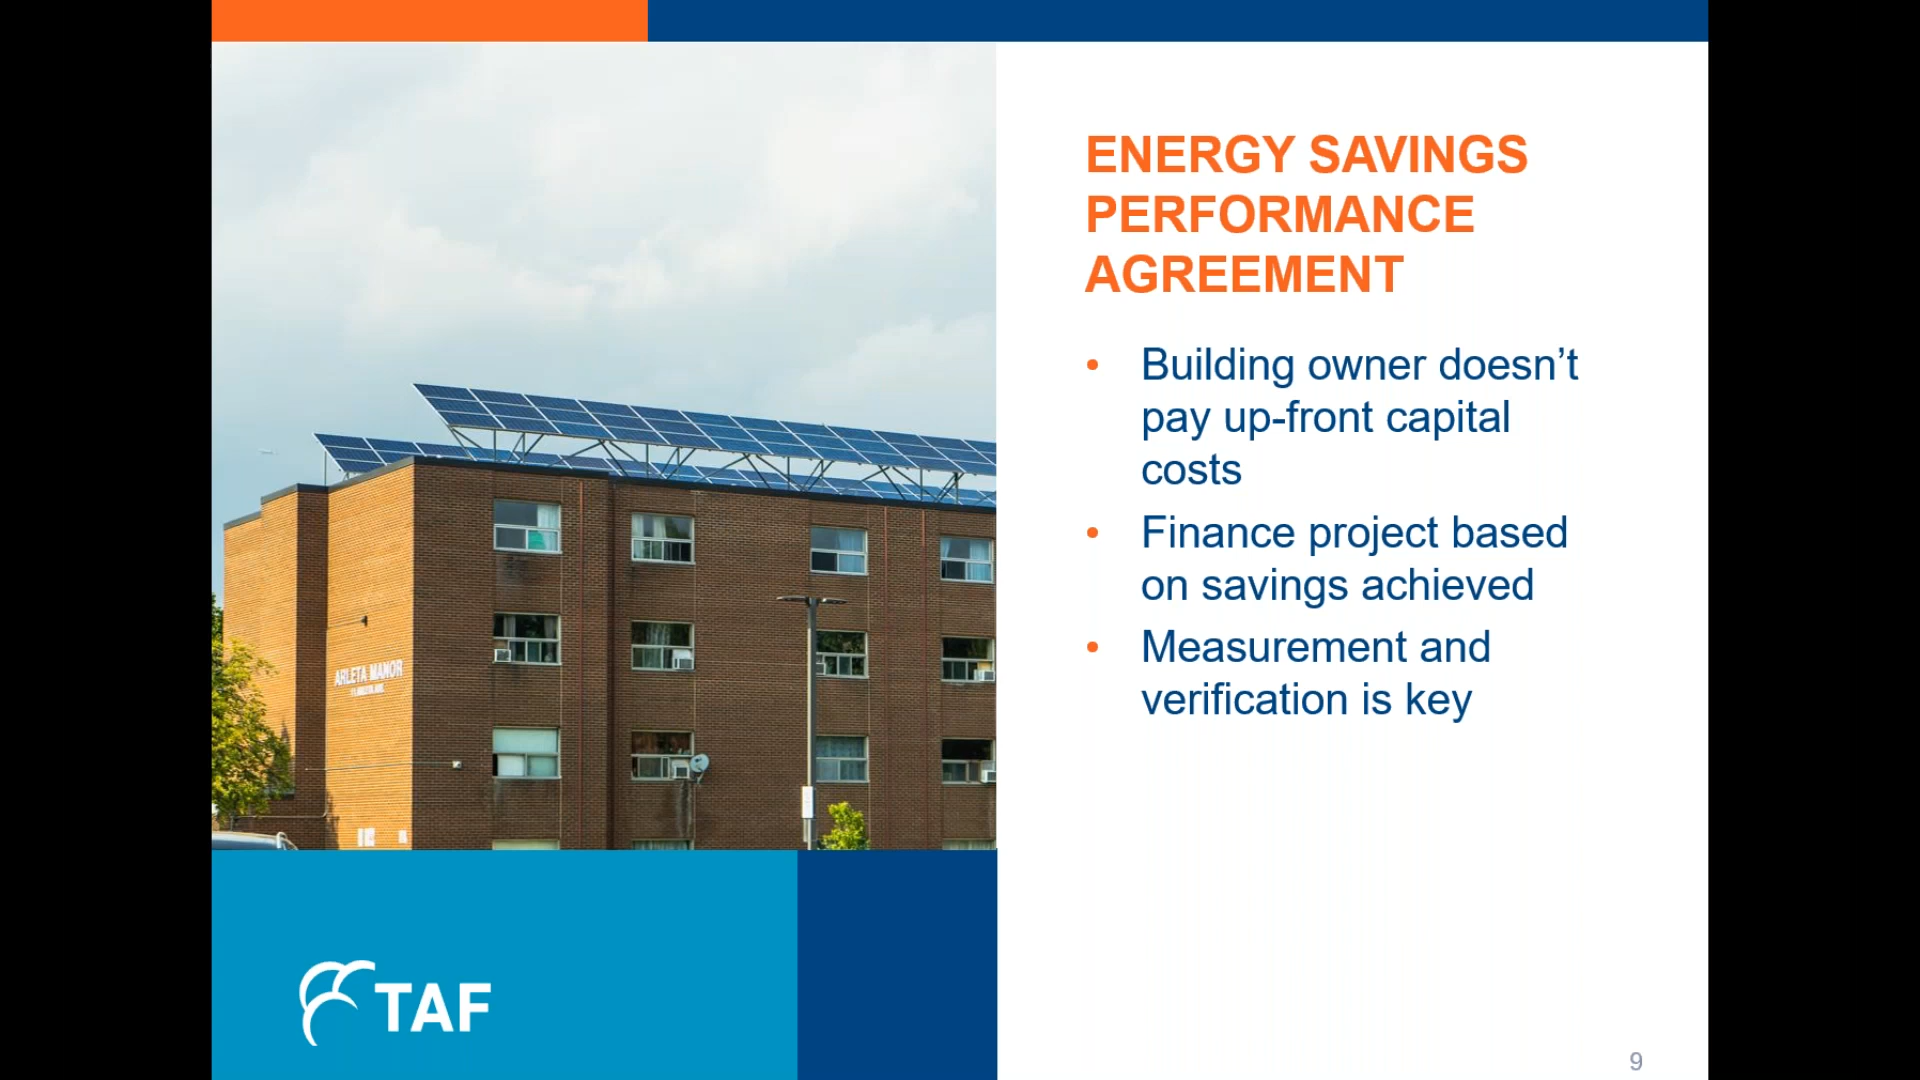 ENERGY SAVINGS
PERFORMANCE
AGREEMENT
• Building owner doesn’t
pay up-front capital
costs
• Finance project based
on savings achieved
• Measurement and
verification is key
ARLETA MANOR
TAF
9